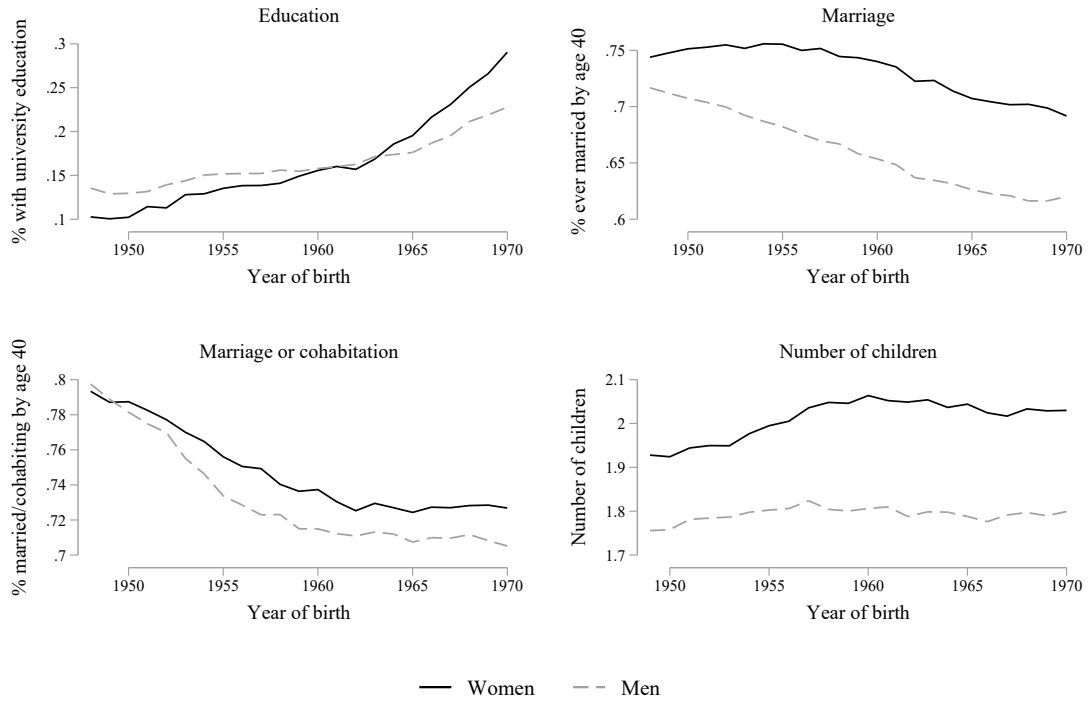 Education
% with university education
.3
.25
.2
.15
.1
1950 1955 1960 1965 1970
Year of birth
Marriage
% ever married by age 40
.75
.7
.65
.6
1950 1955 1960 1965 1970
Year of birth
Marriage or cohabitation
% married/cohabiting by age 40
.8
.78
.76
.74
.72
.7
1950 1955 1960 1965 1970
Year of birth
Number of children
Number of children
2.1
2
1.9
1.8
1.7
1950 1955 1960 1965 1970
Year of birth
Women Men